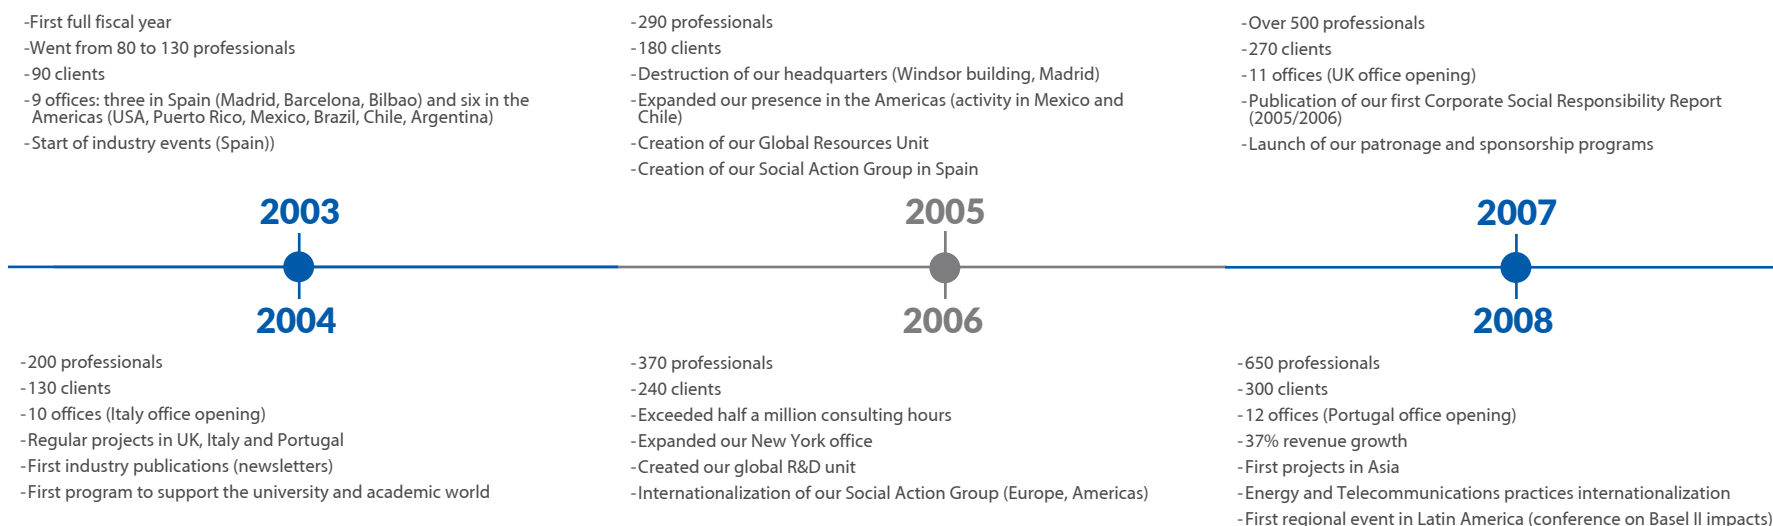 -First full fiscal year
-Went from 80 to 130 professionals
-90 clients
-9 offices: three in Spain (Madrid, Barcelona, Bilbao) and six in the
Americas (USA, Puerto Rico, Mexico, Brazil, Chile, Argentina)
-Start of industry events (Spain))
2003
2004
-200 professionals
-130 clients
-10 offices (Italy office opening)
-Regular projects in UK, Italy and Portugal
-First industry publications (newsletters)
-First program to support the university and academic world
-290 professionals
-180 clients
-Destruction of our headquarters (Windsor building, Madrid)
-Expanded our presence in the Americas (activity in Mexico and
Chile)
-Creation of our Global Resources Unit
-Creation of our Social Action Group in Spain
2005
2006
-370 professionals
-240 clients
-Exceeded half a million consulting hours
-Expanded our New York office
-Created our global R&D unit
-Internationalization of our Social Action Group (Europe, Americas)
-Over 500 professionals
-270 clients
-11 offices (UK office opening)
-Publication of our first Corporate Social Responsibility Report
(2005/2006)
-Launch of our patronage and sponsorship programs
2007
2008
-650 professionals
-300 clients
-12 offices (Portugal office opening)
-37% revenue growth
-First projects in Asia
-Energy and Telecommunications practices internationalization
-First regional event in Latin America (conference on Basel II impacts)